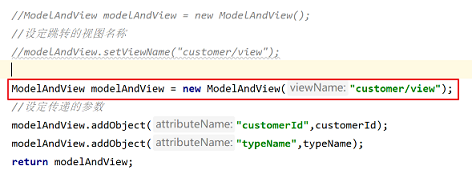 //ModelAndView modelAndView = new ModelAndView();
//设定跳转的视图名称
//modelAndView.setViewName("customer/view");
ModelAndView modelAndView = new ModelAndView( viewName: "customer/view");
//设定传递的参数
modelAndView.addObject( attributeName: "customerId",customerId);
modelAndView.addObject( attributeName: "typeName",typeName);
return modelAndView;